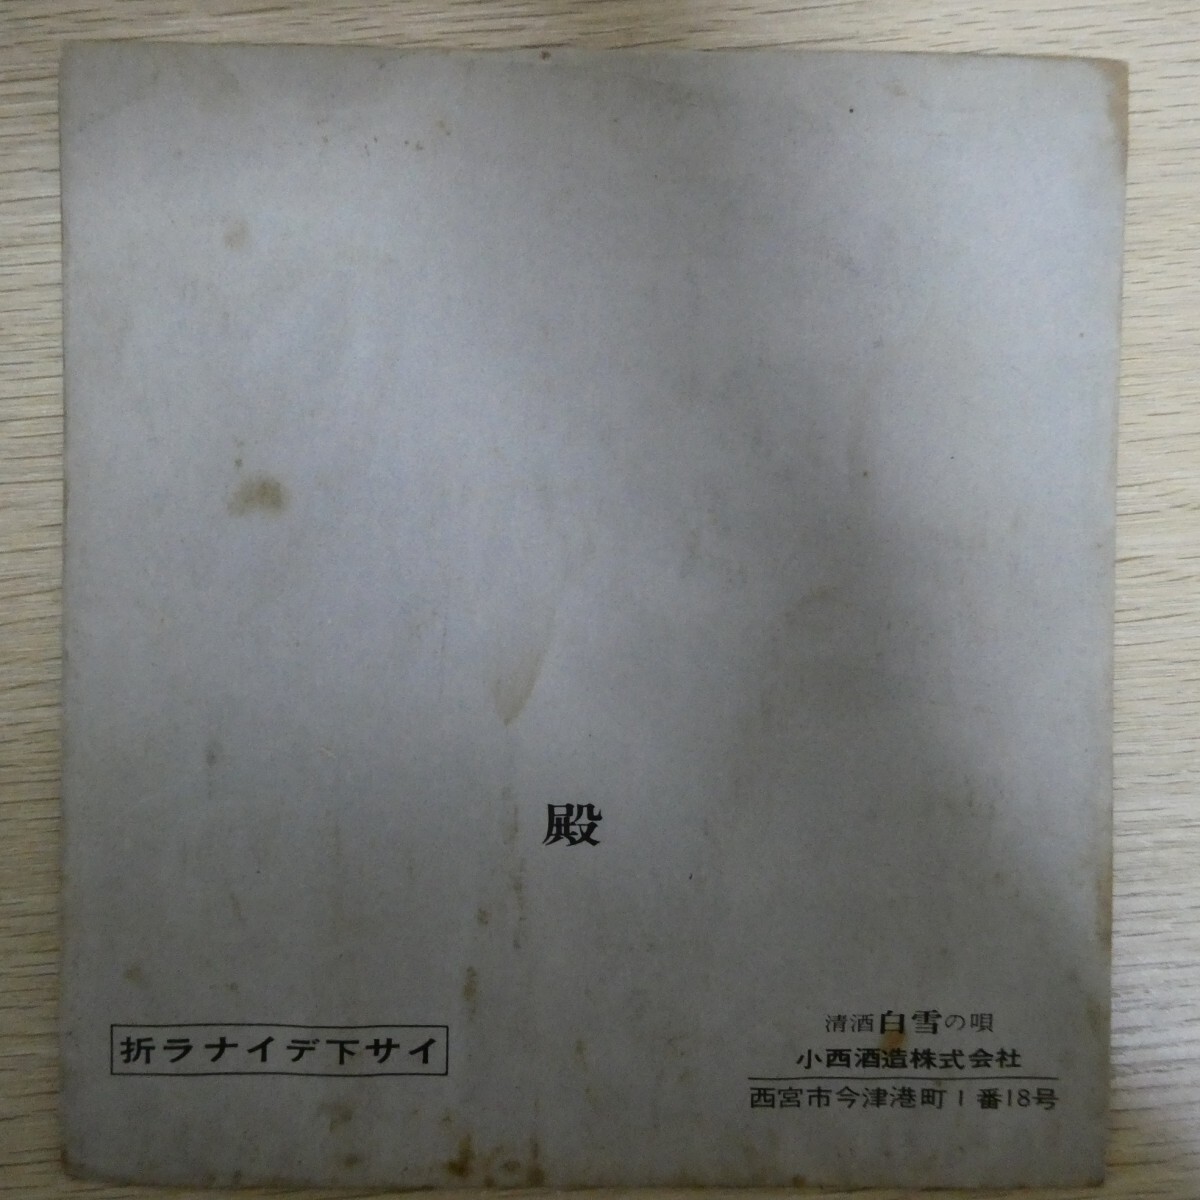 殿
折ラナイデ下サイ
清酒白雪の唄
小西酒造株式会社
西宮市今津港町1番18号